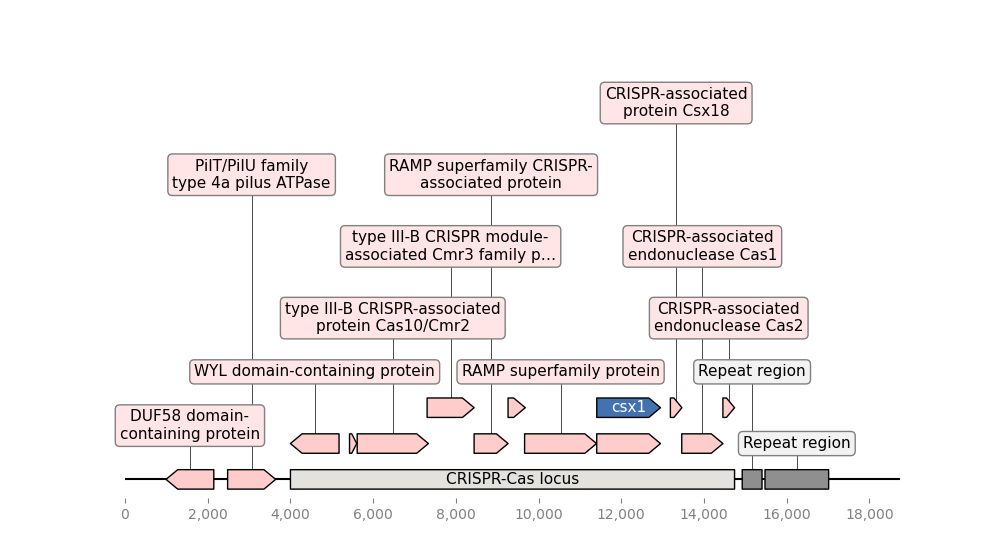 CRISPR-associated
protein Csx18
PilT/PilU family
type 4a pilus ATPase
RAMP superfamily CRISPR-
associated protein
type III-B CRISPR module-
associated Cmr3 family p...
CRISPR-associated
endonuclease Cas1
type III-B CRISPR-associated
protein Cas10/Cmr2
CRISPR-associated
endonuclease Cas2
WYL domain-containing protein
RAMP superfamily protein
Repeat region
csx1
DUF58 domain-
containing protein
Repeat region
CRISPR-Cas locus
0 2,000 4,000 6,000 8,000 10,000 12,000 14,000 16,000 18,000